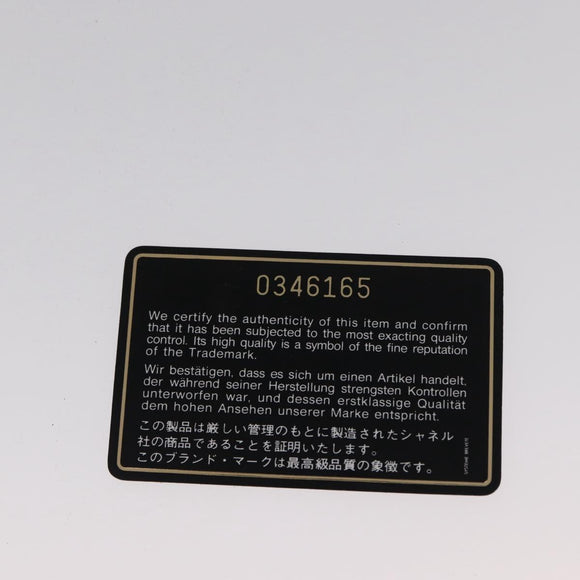 0346165
We certify the authenticity of this item and confirm
that it has been subjected to the most exacting quality
control. Its high quality is a symbol of the fine reputation
of the Trademark.
Wir bestätigen, dass es sich um einen Artikel handelt,
der während seiner Herstellung strengsten Kontrollen
unterworfen war, und dessen erstklassige Qualität
dem hohen Ansehen unserer Marke entspricht.
この製品は厳しい管理のもとに製造されたシャネル
社の商品であることを証明いたします。
このブランド・マークは最高級品質の象徴です。